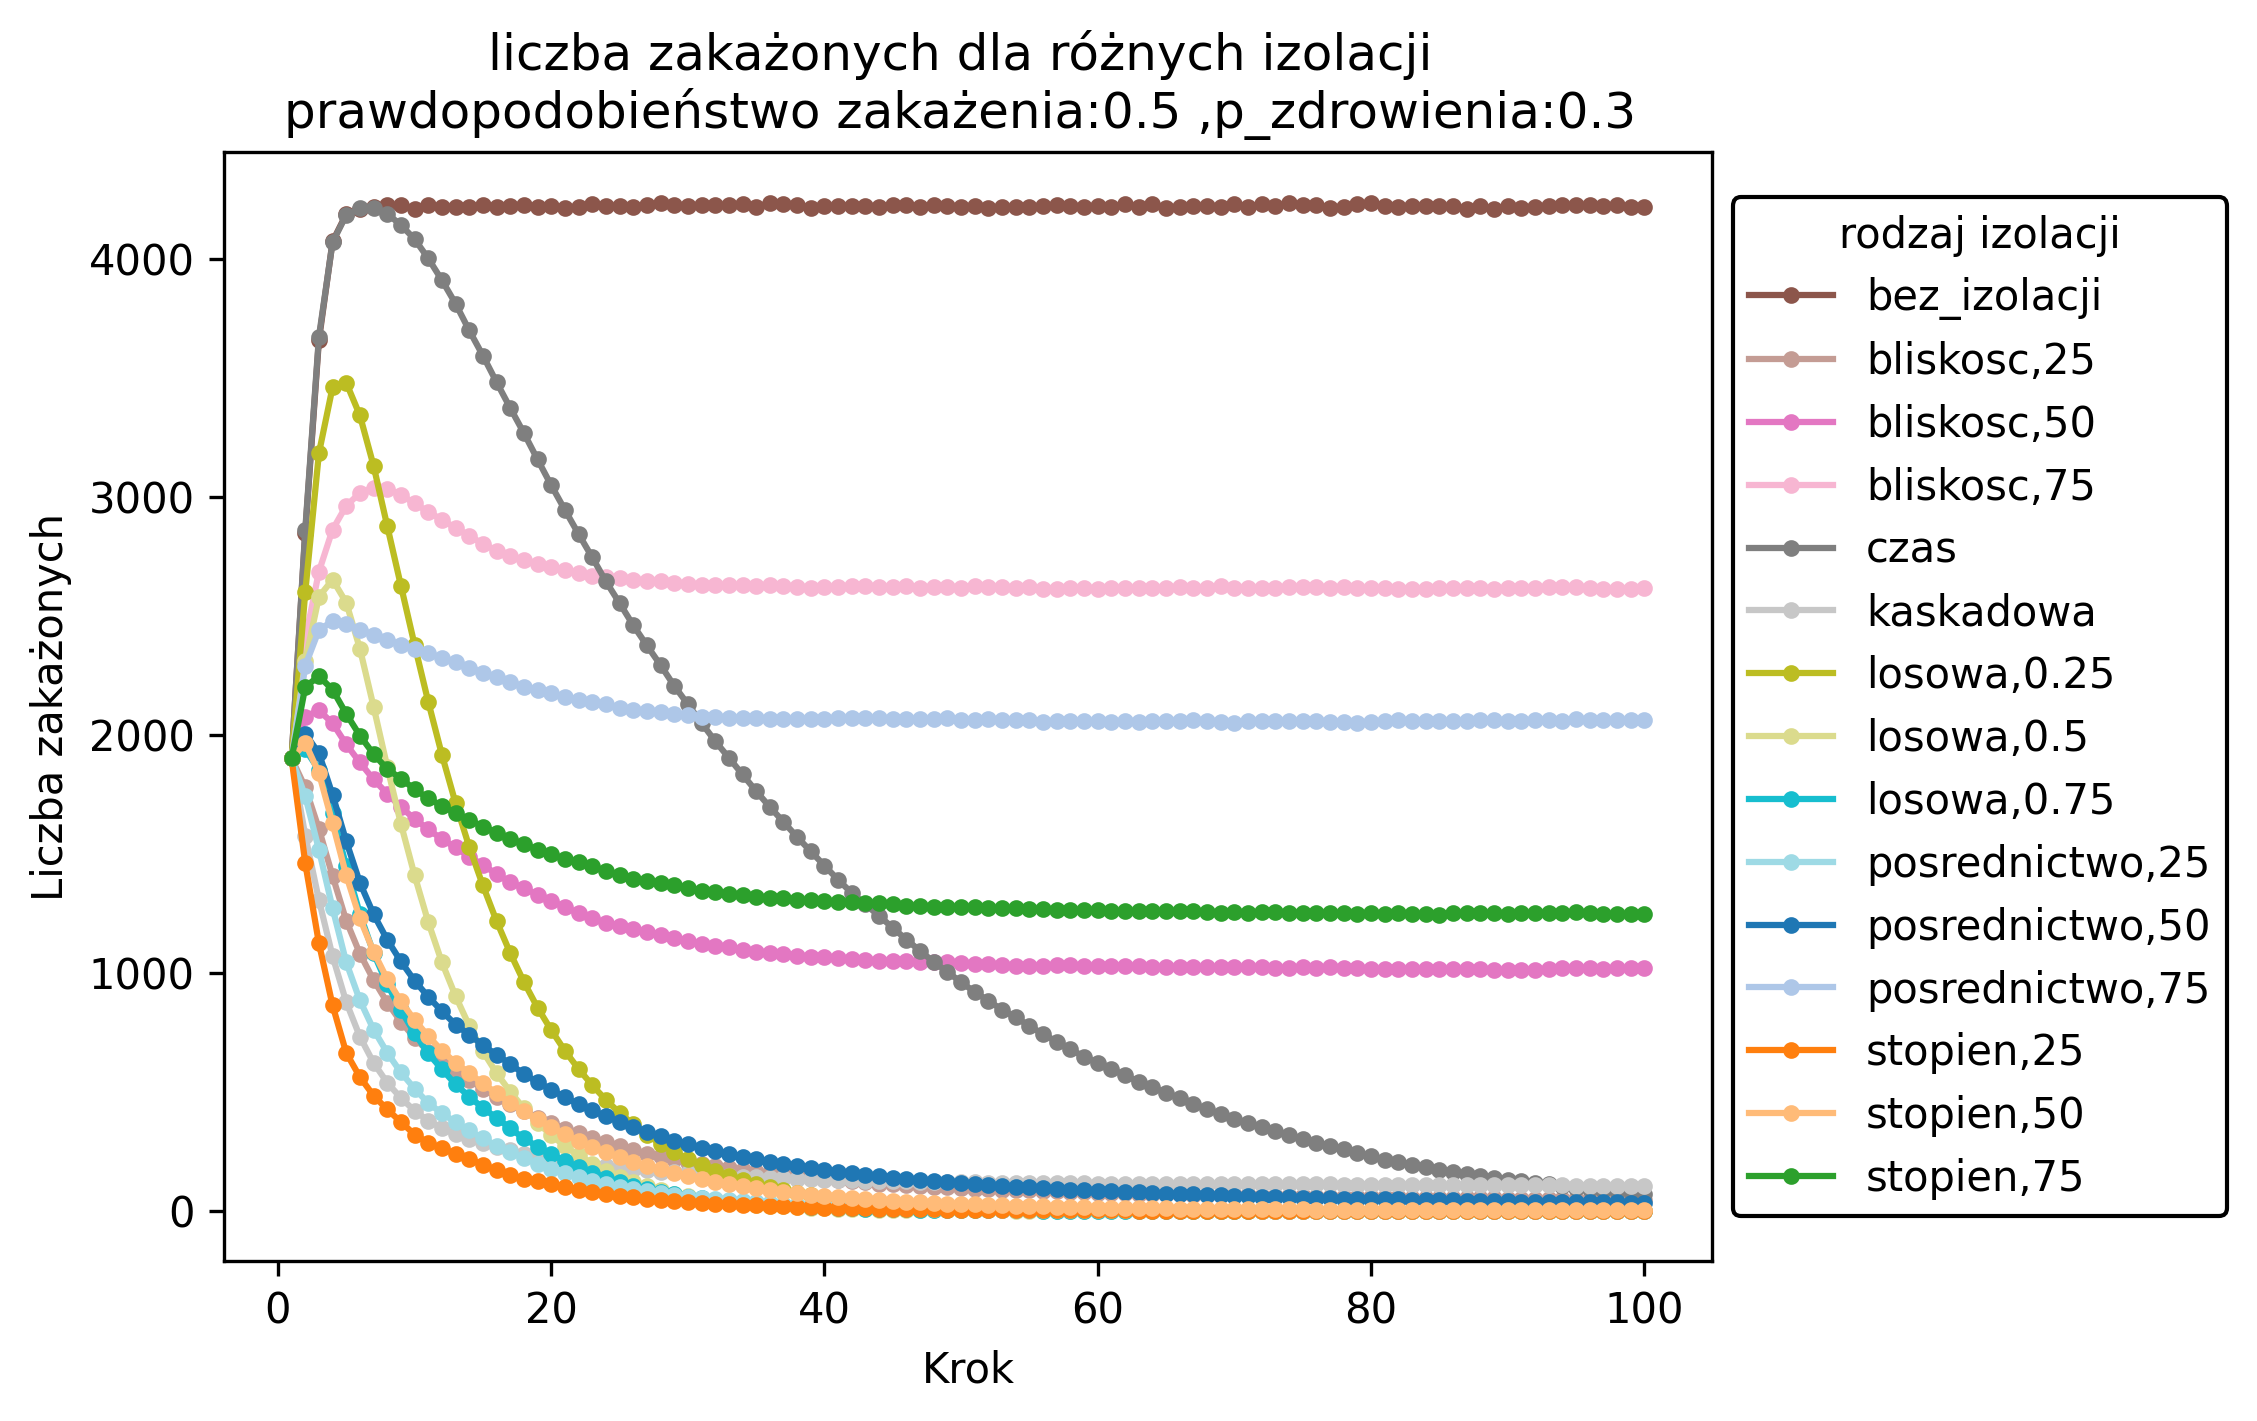 liczba zakażonych dla różnych izolacji
prawdopodobieństwo zakażenia:0.5 ,p_zdrowienia:0.3
Liczba zakażonych
4000
3000
2000
1000
0
0 20 40 60 80 100
Krok
rodzaj izolacji
bez_izolacji
bliskosc,25
bliskosc,50
bliskosc,75
czas
kaskadowa
losowa,0.25
losowa,0.5
losowa,0.75
posrednictwo,25
posrednictwo,50
posrednictwo,75
stopien,25
stopien,50
stopien,75